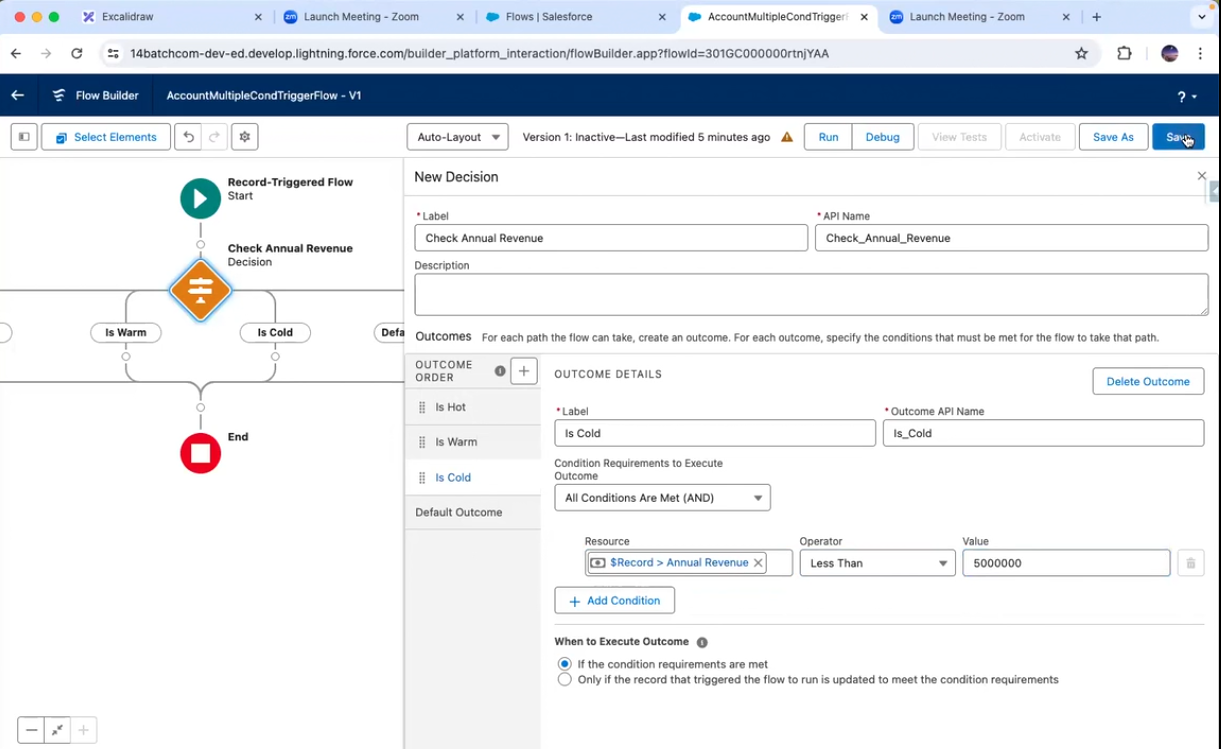 Excalidraw
Launch Meeting - Zoom
Flows | Salesforce
AccountMultipleCondTriggerF
Launch Meeting - Zoom
14batchcom-dev-ed.develop.lightning.force.com/builder_platform_interaction/flowBuilder.app?flowId=301GC000000rtnjYAA
Flow Builder
AccountMultipleCondTriggerFlow - V1
?
Select Elements
Auto-Layout
Version 1: Inactive—Last modified 5 minutes ago
Run
Debug
View Tests
Activate
Save As
Save
Record-Triggered Flow
Start
Check Annual Revenue
Decision
Is Warm
Is Cold
Defa
End
New Decision
* Label
* API Name
Check Annual Revenue
Check_Annual_Revenue
Description
Outcomes For each path the flow can take, create an outcome. For each outcome, specify the conditions that must be met for the flow to take that path.
OUTCOME
ORDER
OUTCOME DETAILS
Delete Outcome
Is Hot
Is Warm
Is Cold
Default Outcome
* Label
* Outcome API Name
Is Cold
Is_Cold
Condition Requirements to Execute
Outcome
All Conditions Are Met (AND)
Resource
Operator
Value
$Record > Annual Revenue
Less Than
5000000
+ Add Condition
When to Execute Outcome
If the condition requirements are met
Only if the record that triggered the flow to run is updated to meet the condition requirements